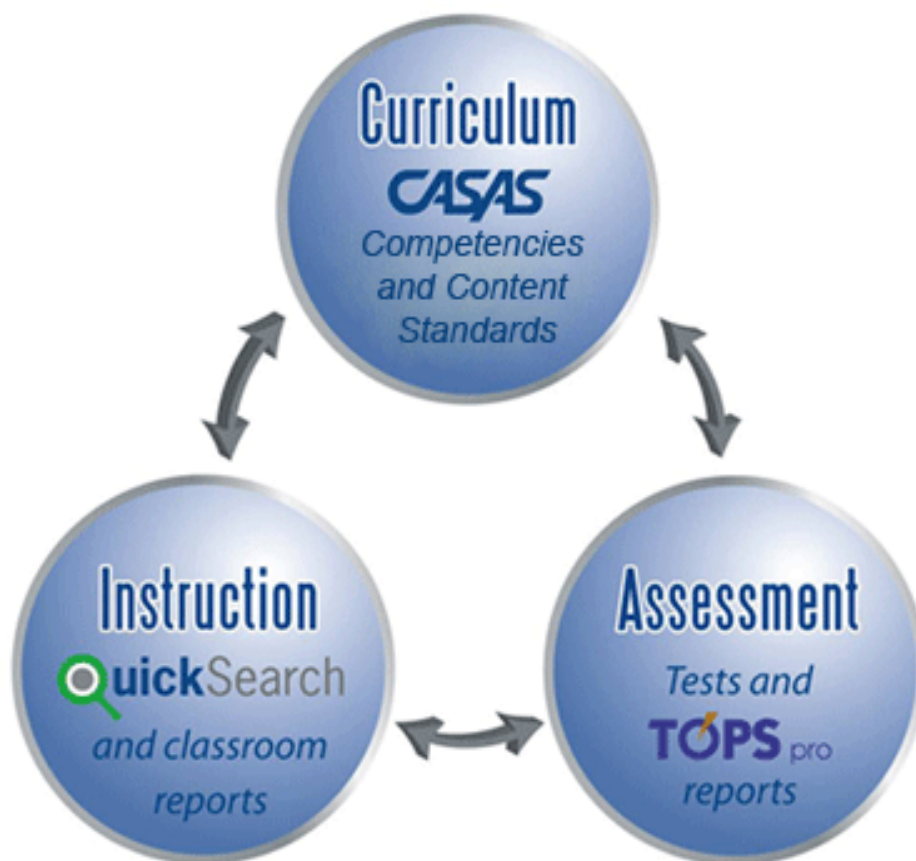 Curriculum
CASAS
Competencies
and Content
Standards
Instruction
QuickSearch
and classroom
reports
Assessment
Tests and
TOPS pro
reports